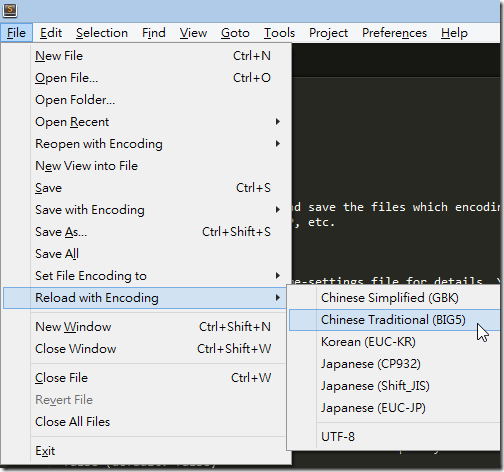 File Edit Selection Find View Goto Tools Project Preferences Help
New File Ctrl+N
Open File... Ctrl+O
Open Folder...
Open Recent
Reopen with Encoding
New View into File
Save Ctrl+S
nd save the files which encodin
Save with Encoding
, etc.
Save As... Ctrl+Shift+S
Save All
Set File Encoding to
e-settings file for details.
Reload with Encoding
Chinese Simplified (GBK)
Chinese Traditional (BIG5)
Korean (EUC-KR)
Japanese (CP932)
Japanese (Shift_JIS)
Japanese (EUC-JP)
UTF-8
New Window Ctrl+Shift+N
Close Window Ctrl+Shift+W
Close File Ctrl+W
Revert File
Close All Files
Exit